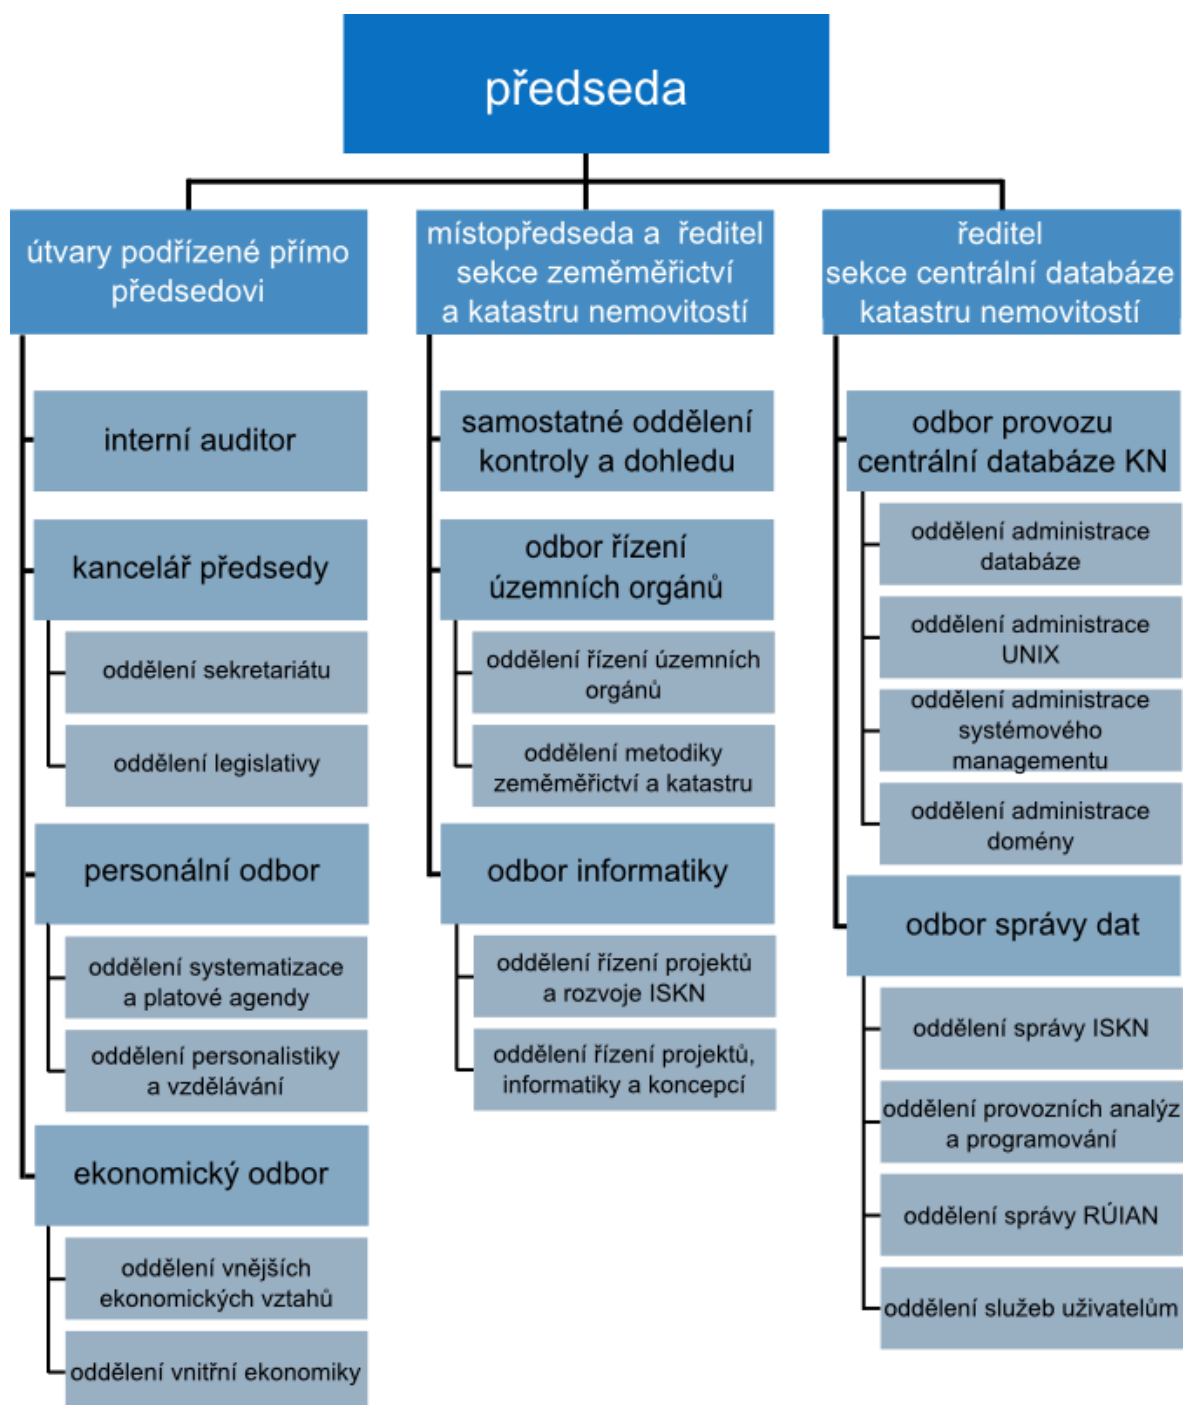 předseda
útvary podřízené přímo
předsedovi
interní auditor
kancelář předsedy
oddělení sekretariátu
oddělení legislativy
personální odbor
oddělení systematizace
a platové agendy
oddělení personalistiky
a vzdělávání
ekonomický odbor
oddělení vnějších
ekonomických vztahů
oddělení vnitřní ekonomiky
místopředseda a ředitel
sekce zeměměřictví
a katastru nemovitostí
samostatné oddělení
kontroly a dohledu
odbor řízení
územních orgánů
oddělení řízení územních
orgánů
oddělení metodiky
zeměměřictví a katastru
odbor informatiky
oddělení řízení projektů
a rozvoje ISKN
oddělení řízení projektů,
informatiky a koncepcí
ředitel
sekce centrální databáze
katastru nemovitostí
odbor provozu
centrální databáze KN
oddělení administrace
databáze
oddělení administrace
UNIX
oddělení administrace
systémového
managementu
oddělení administrace
domény
odbor správy dat
oddělení správy ISKN
oddělení provozních analýz
a programování
oddělení správy RÚIAN
oddělení služeb uživatelům